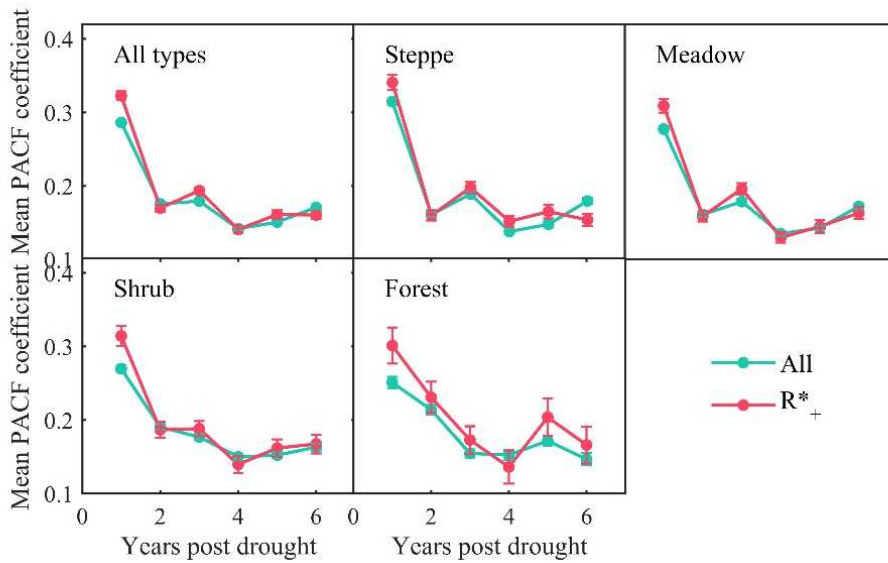 Mean PACF coefficient
0.4
0.3
0.2
0.1
All types
Steppe
Meadow
Mean PACF coefficient
0.4
0.3
0.2
0.1
Shrub
Forest
All
R*+
0
2
4
6
0
2
4
6
Years post drought
Years post drought